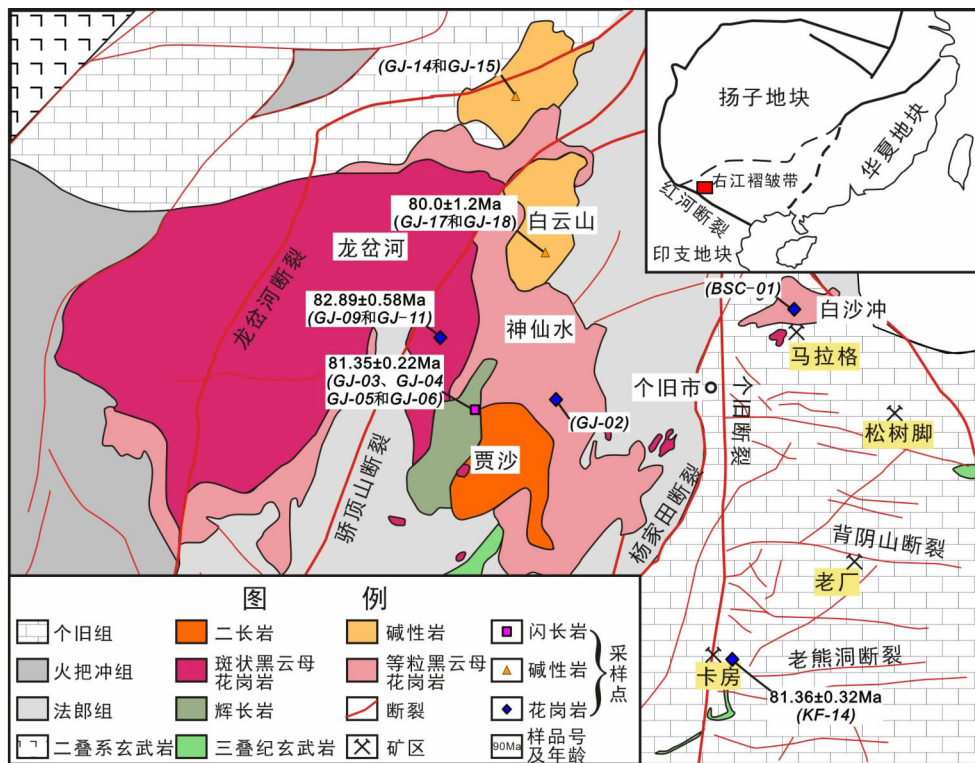 (GJ-14和GJ-15)
扬子地块
华夏地块
右江褶皱带
红河断裂
印支地块
80.0±1.2Ma
(GJ-17和GJ-18)
白云山
龙岔河
龙岔河断裂
82.89±0.58Ma
(GJ-09和GJ-11)
神仙水
81.35±0.22Ma
(GJ-03、GJ-04
GJ-05和GJ-06)
(GJ-02)
贾沙
骄顶山断裂
杨家田断裂
(BSC-01)
白沙冲
马拉格
个旧市
个旧断裂
松树脚
背阴山断裂
老厂
老熊洞断裂
卡房
81.36±0.32Ma
(KF-14)
图 例
个旧组
二长岩
碱性岩
闪长岩
火把冲组
斑状黑云母
花岗岩
等粒黑云母
花岗岩
碱性岩
采样点
法郎组
辉长岩
断裂
花岗岩
二叠系玄武岩
三叠纪玄武岩
矿区
90Ma
样品号
及年龄